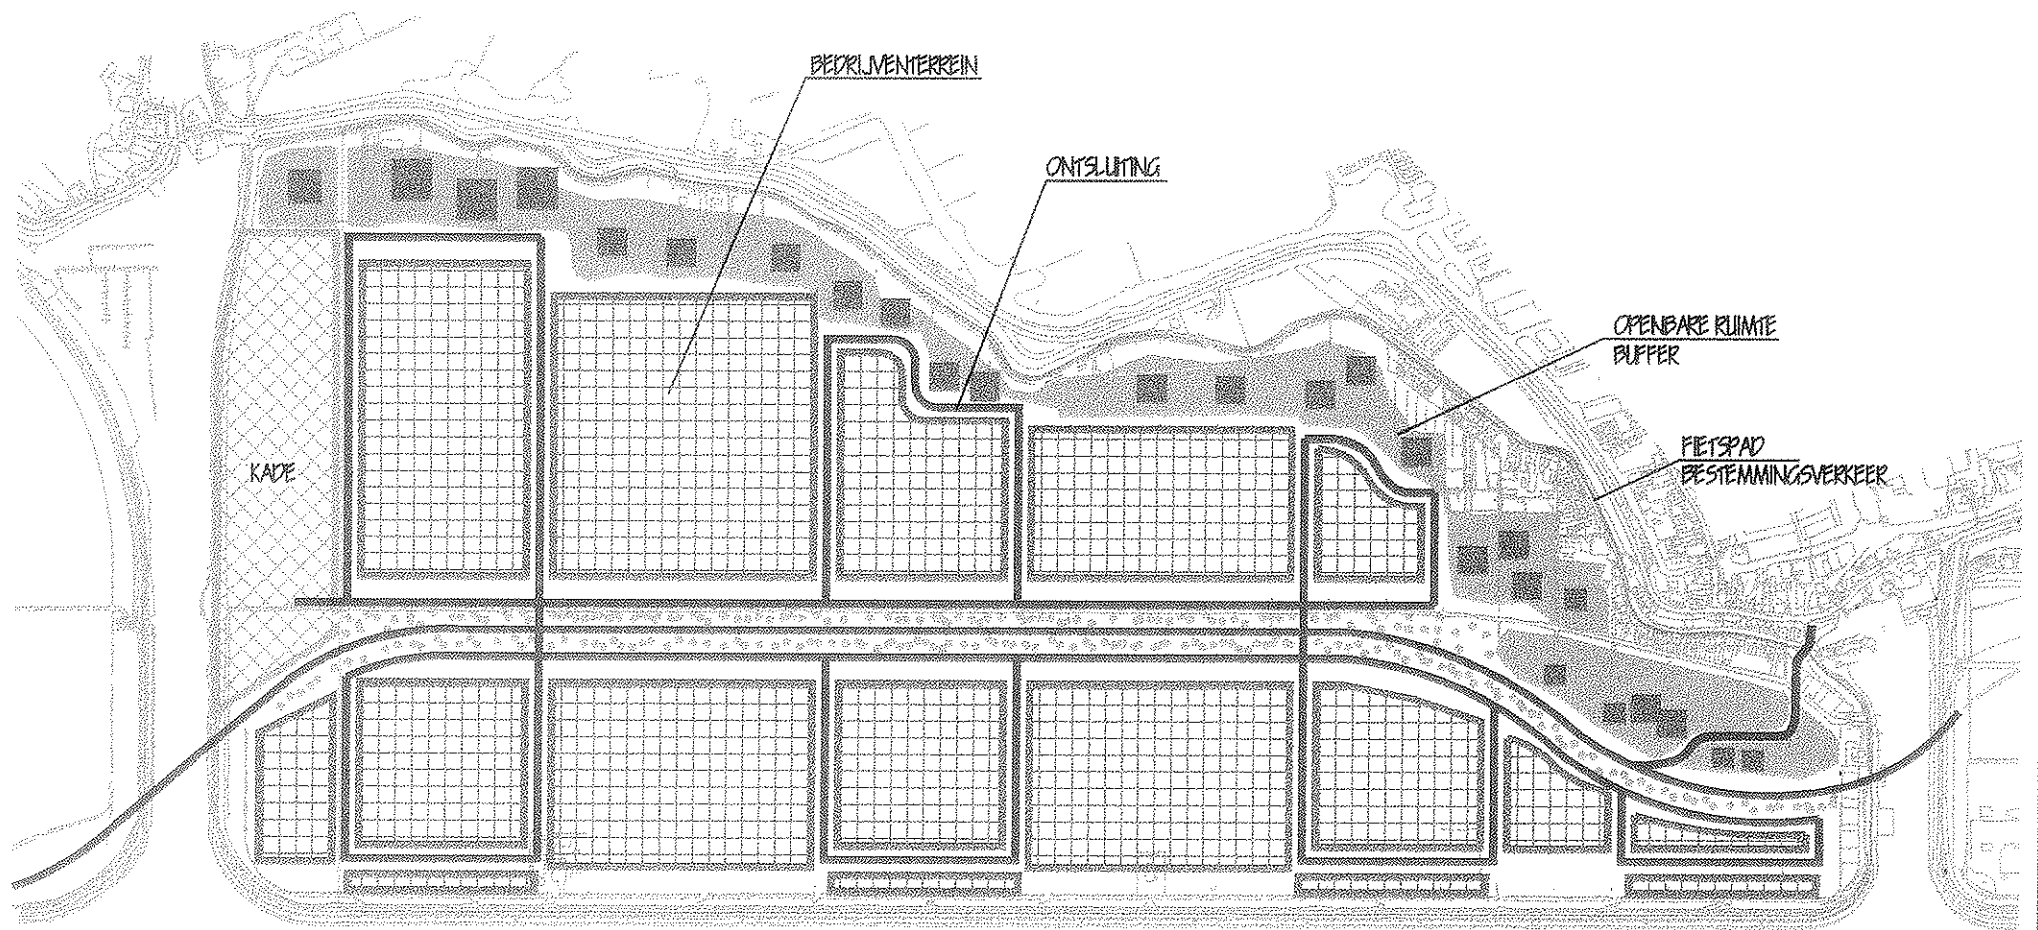 BEDRIJVENTERREIN
ONTSLUITING
OPENBARE RUIMTE
BUFFER
FIETSPAD
BESTEMMINGSVERKEER
KADE